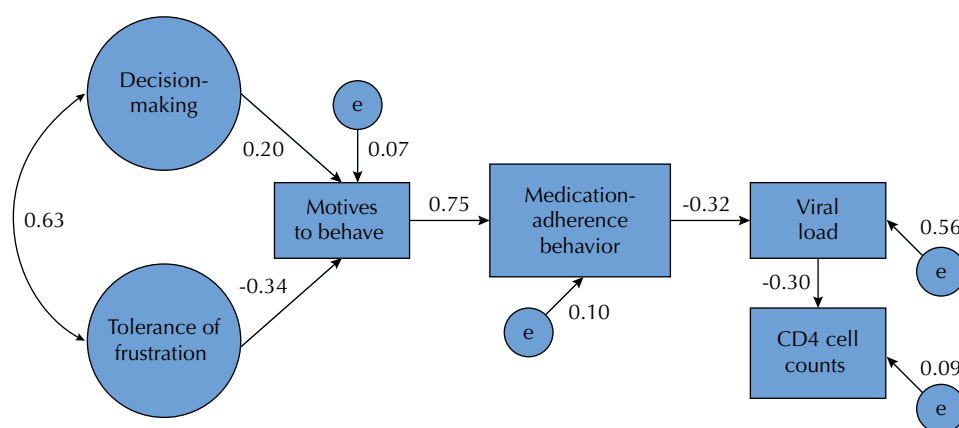 Decision-
making
e
0.20
0.07
0.63
Motives
to behave
0.75
Medication-
adherence
behavior
-0.32
Viral
load
0.56
e
-0.34
-0.30
Tolerance of
frustration
e
0.10
CD4 cell
counts
0.09
e